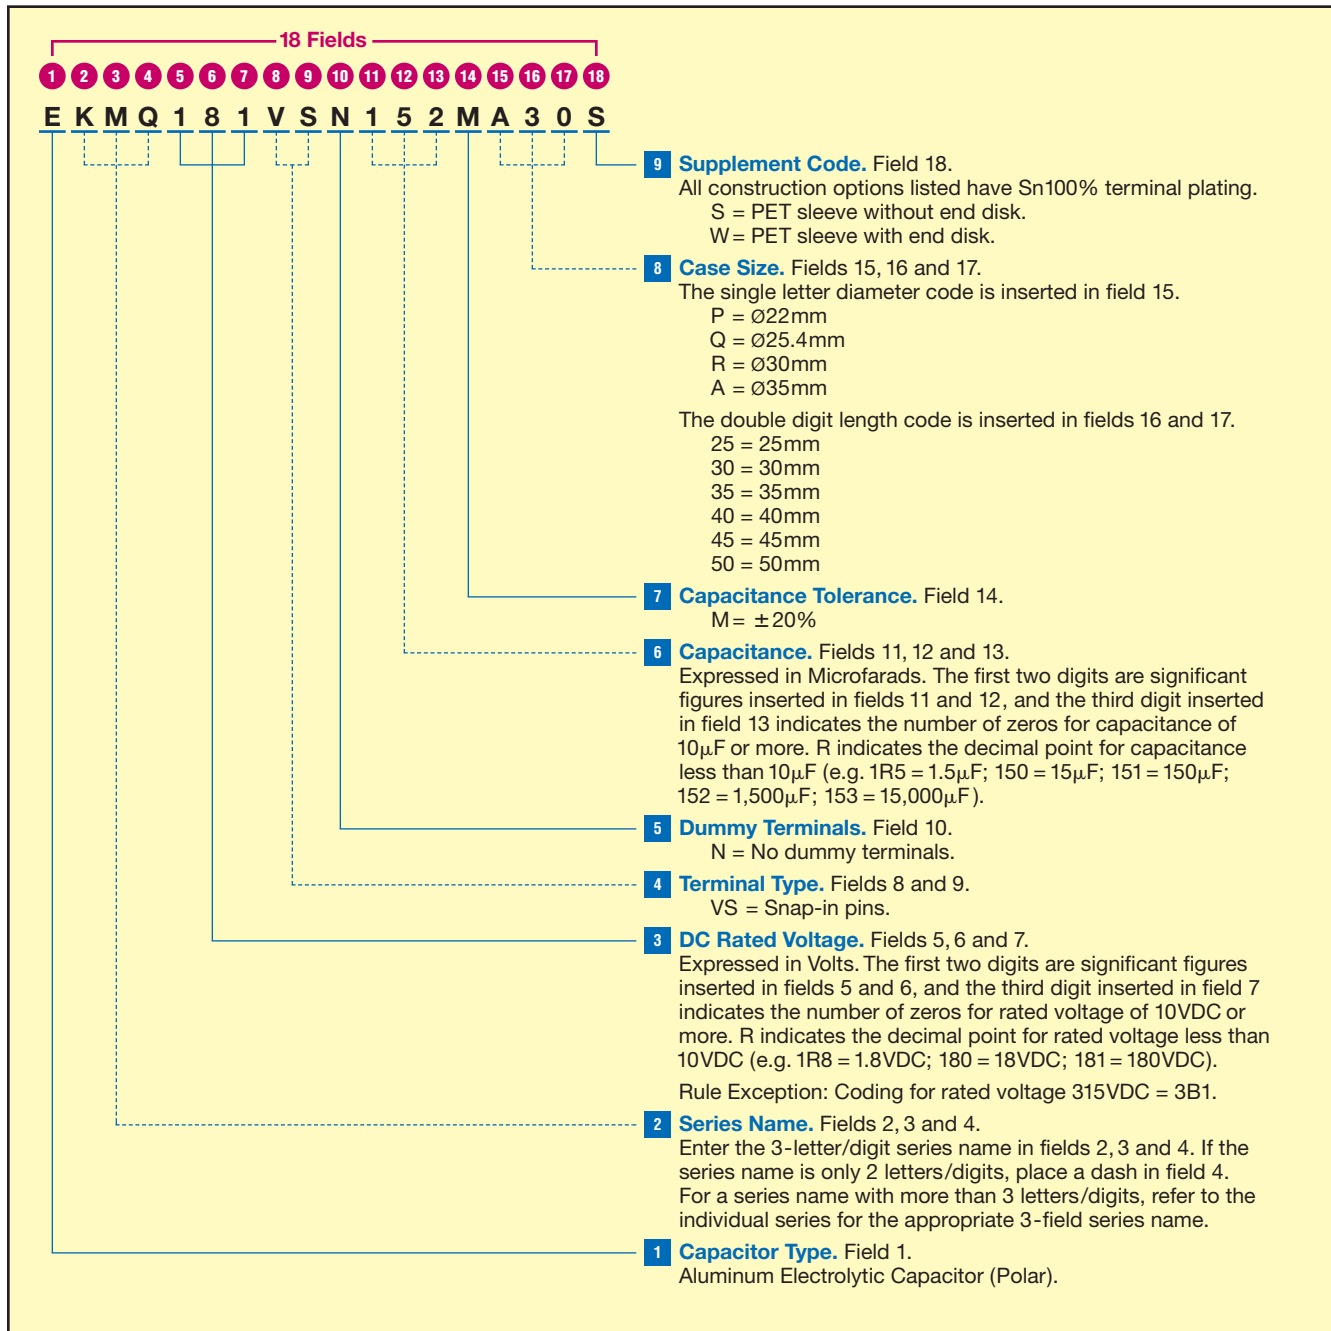 18 Fields
1 2 3 4 5 6 7 8 9 10 11 12 13 14 15 16 17 18
E K M Q 1 8 1 V S N 1 5 2 M A 3 0 S
9 Supplement Code. Field 18.
All construction options listed have Sn100% terminal plating.
S = PET sleeve without end disk.
W = PET sleeve with end disk.
8 Case Size. Fields 15, 16 and 17.
The single letter diameter code is inserted in field 15.
P = Ø22mm
Q = Ø25.4mm
R = Ø30mm
A = Ø35mm
The double digit length code is inserted in fields 16 and 17.
25 = 25mm
30 = 30mm
35 = 35mm
40 = 40mm
45 = 45mm
50 = 50mm
7 Capacitance Tolerance. Field 14.
M = ±20%
6 Capacitance. Fields 11, 12 and 13.
Expressed in Microfarads. The first two digits are significant
figures inserted in fields 11 and 12, and the third digit inserted
in field 13 indicates the number of zeros for capacitance of
10µF or more. R indicates the decimal point for capacitance
less than 10µF (e.g. 1R5 = 1.5µF; 150 = 15µF; 151 = 150µF;
152 = 1,500µF; 153 = 15,000µF).
5 Dummy Terminals. Field 10.
N = No dummy terminals.
4 Terminal Type. Fields 8 and 9.
VS = Snap-in pins.
3 DC Rated Voltage. Fields 5, 6 and 7.
Expressed in Volts. The first two digits are significant figures
inserted in fields 5 and 6, and the third digit inserted in field 7
indicates the number of zeros for rated voltage of 10VDC or
more. R indicates the decimal point for rated voltage less than
10VDC (e.g. 1R8 = 1.8VDC; 180 = 18VDC; 181 = 180VDC).
Rule Exception: Coding for rated voltage 315VDC = 3B1.
2 Series Name. Fields 2, 3 and 4.
Enter the 3-letter/digit series name in fields 2, 3 and 4. If the
series name is only 2 letters/digits, place a dash in field 4.
For a series name with more than 3 letters/digits, refer to the
individual series for the appropriate 3-field series name.
1 Capacitor Type. Field 1.
Aluminum Electrolytic Capacitor (Polar).